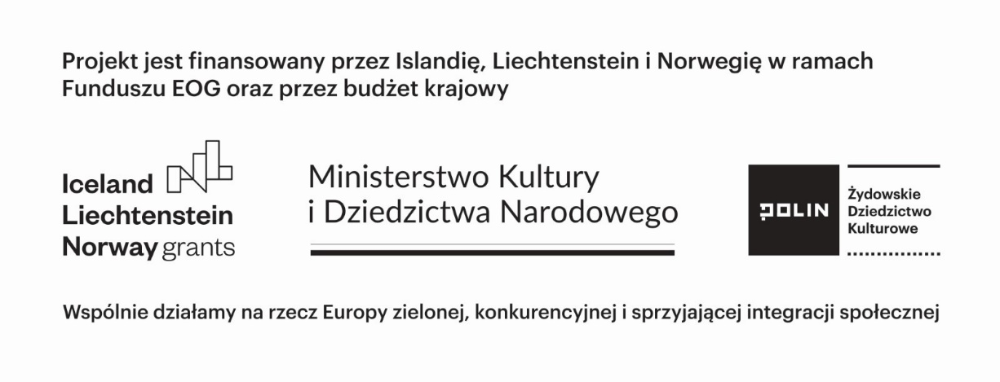 Projekt jest finansowany przez Islandię, Liechtenstein i Norwegię w ramach
Funduszu EOG oraz przez budżet krajowy
Iceland
Liechtenstein
Norway grants
Ministerstwo Kultury
i Dziedzictwa Narodowego
POLIN
Żydowskie
Dziedzictwo
Kulturowe
Wspólnie działamy na rzecz Europy zielonej, konkurencyjnej i sprzyjającej integracji społecznej